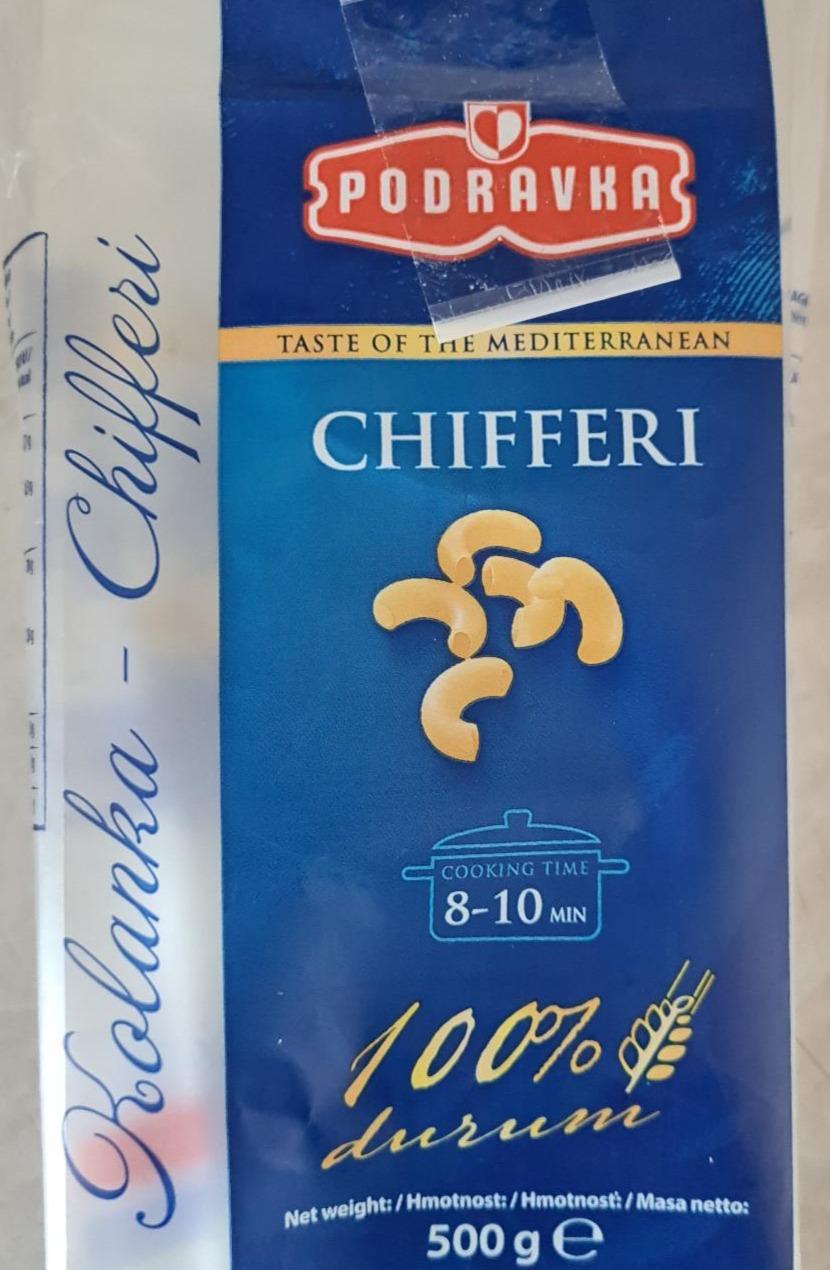 PODRAVKA
TASTE OF THE MEDITERRANEAN
CHIFFERI
COOKING TIME
8-10 MIN
100%
durum
Net weight: / Hmotnost: / Hmotnosť: / Masa netto:
500 g e
Kolanka - Chifferi